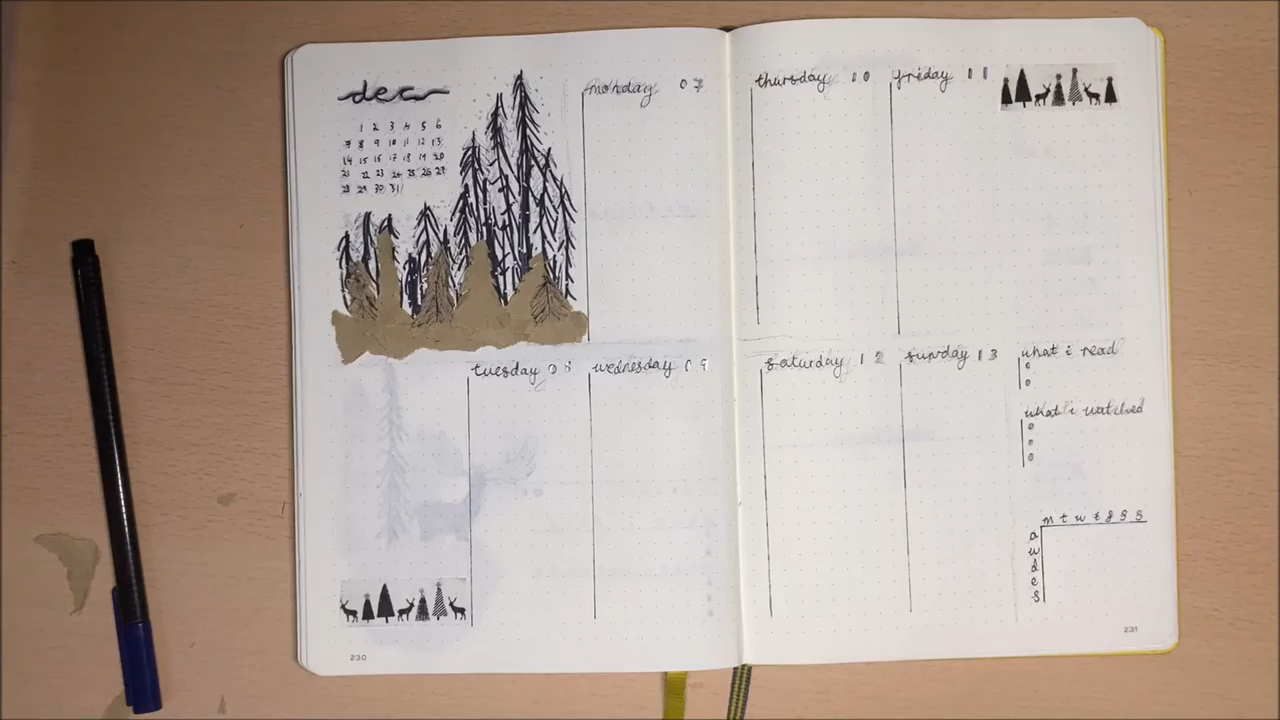 dec
1 2 3 4 5 6
7 8 9 10 11 12 13
14 15 16 17 18 19 20
21 22 23 24 25 26 27
28 29 30 31
monday 07
tuesday 08
wednesday 09
230
thursday 10
friday 11
saturday 12
sunday 13
what i read
what i watched
m t w t f s s
a
w
d
e
s
231